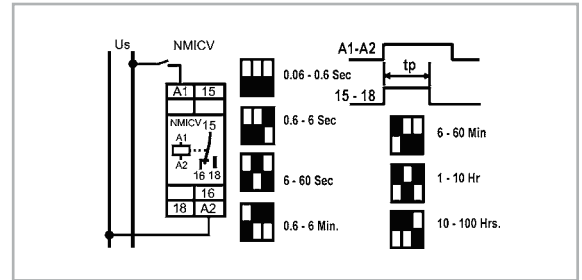 Us NMICV
A1 15
NMICV 15
A1
A2
16 18
16
18 A2
0.06 - 0.6 Sec
0.6 - 6 Sec
6 - 60 Sec
0.6 - 6 Min.
A1-A2
tp
15 - 18
6 - 60 Min
1 - 10 Hr
10 - 100 Hrs.